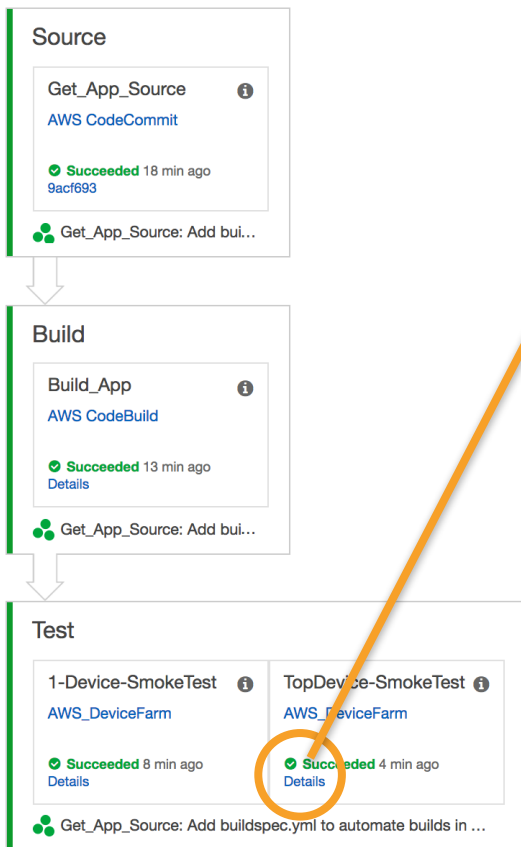 Source
Get_App_Source
AWS CodeCommit
Succeeded 18 min ago
9acf693
Get_App_Source: Add bui...
Build
Build_App
AWS CodeBuild
Succeeded 13 min ago
Details
Get_App_Source: Add bui...
Test
1-Device-SmokeTest
AWS_DeviceFarm
Succeeded 8 min ago
Details
TopDevice-SmokeTest
AWS_DeviceFarm
Succeeded 4 min ago
Details
Get_App_Source: Add buildspec.yml to automate builds in ...